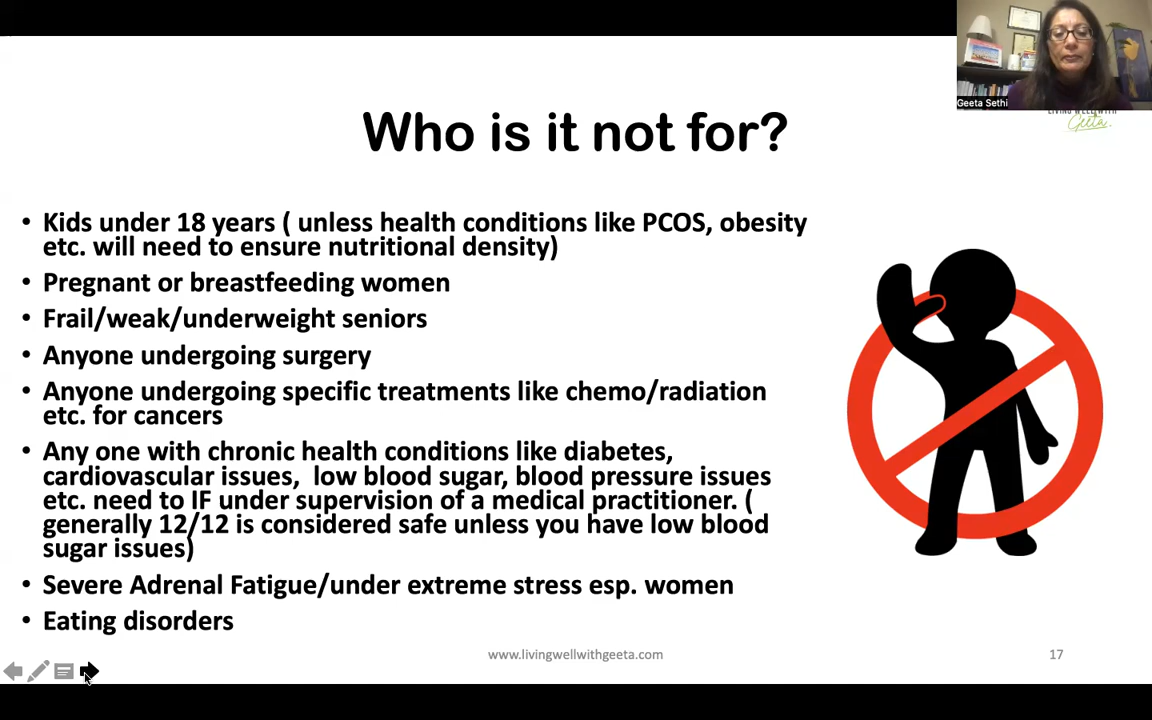 Geeta Sethi
LIVING WELL WITH
Geeta.
Who is it not for?
• Kids under 18 years ( unless health conditions like PCOS, obesity
etc. will need to ensure nutritional density)
• Pregnant or breastfeeding women
• Frail/weak/underweight seniors
• Anyone undergoing surgery
• Anyone undergoing specific treatments like chemo/radiation
etc. for cancers
• Any one with chronic health conditions like diabetes,
cardiovascular issues,  low blood sugar, blood pressure issues
etc. need to IF under supervision of a medical practitioner. (
generally 12/12 is considered safe unless you have low blood
sugar issues)
• Severe Adrenal Fatigue/under extreme stress esp. women
• Eating disorders
www.livingwellwithgeeta.com
17